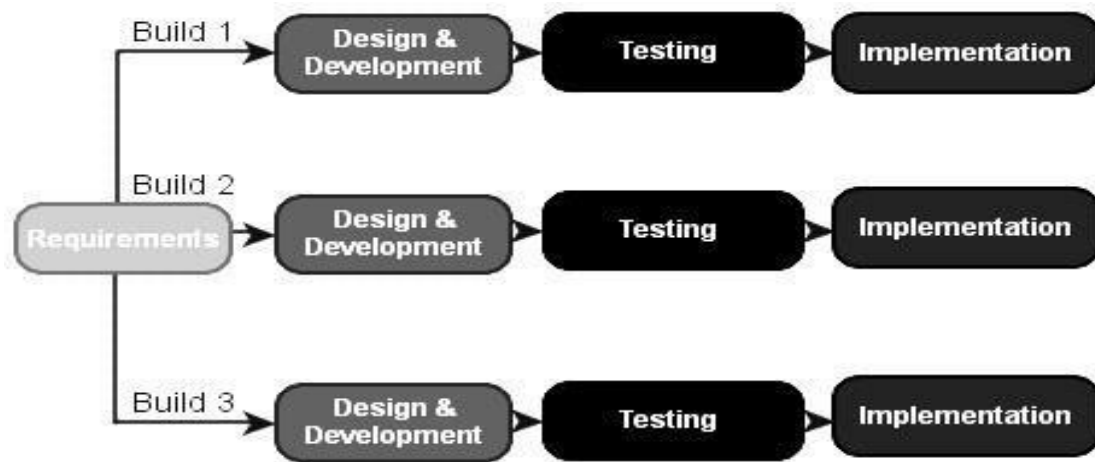 Build 1
Design &
Development
Testing
Implementation
Build 2
Requirements
Design &
Development
Testing
Implementation
Build 3
Design &
Development
Testing
Implementation